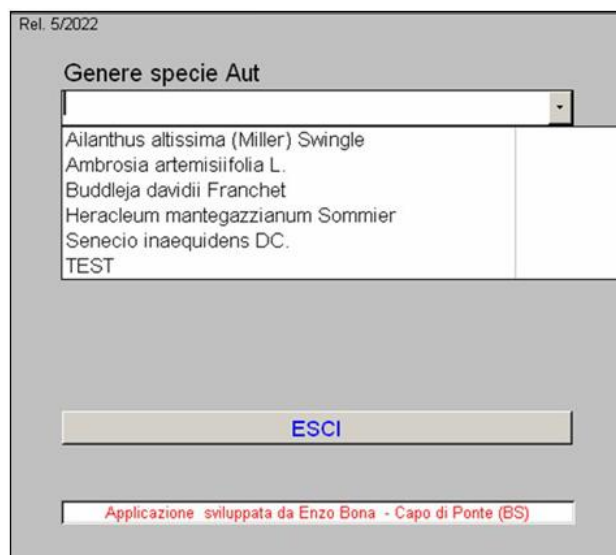 Rel. 5/2022
Genere specie Aut
Ailanthus altissima (Miller) Swingle
Ambrosia artemisiifolia L.
Buddleja davidii Franchet
Heracleum mantegazzianum Sommier
Senecio inaequidens DC.
TEST
ESCI
Applicazione sviluppata da Enzo Bona - Capo di Ponte (BS)